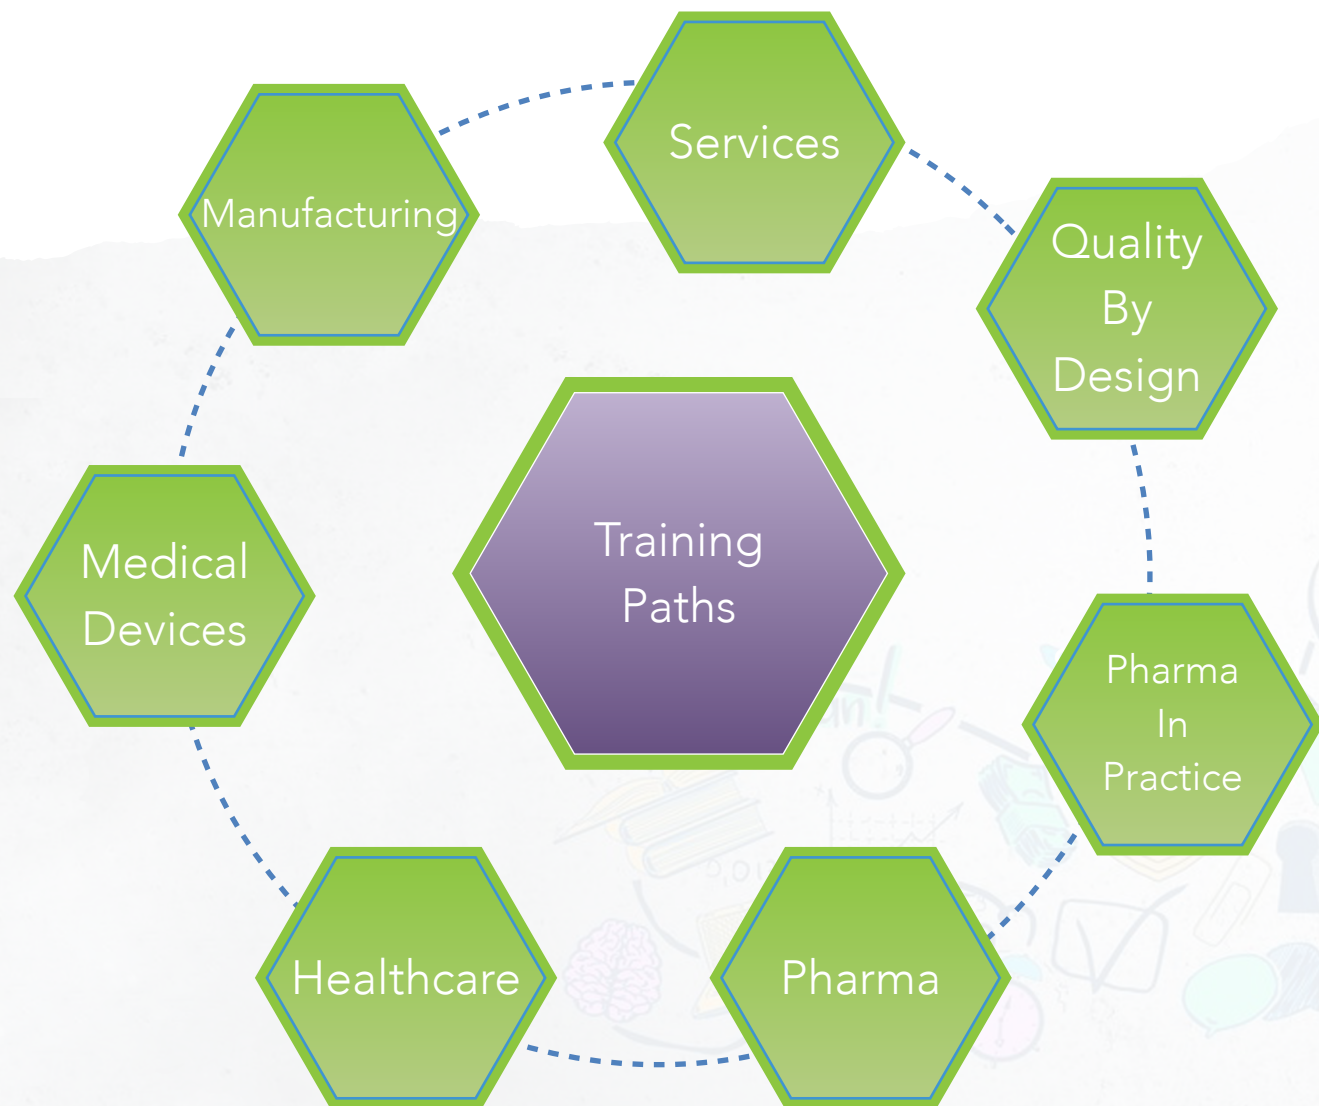 Services
Manufacturing
Quality
By
Design
Training
Paths
Medical
Devices
Pharma
In
Practice
Healthcare
Pharma